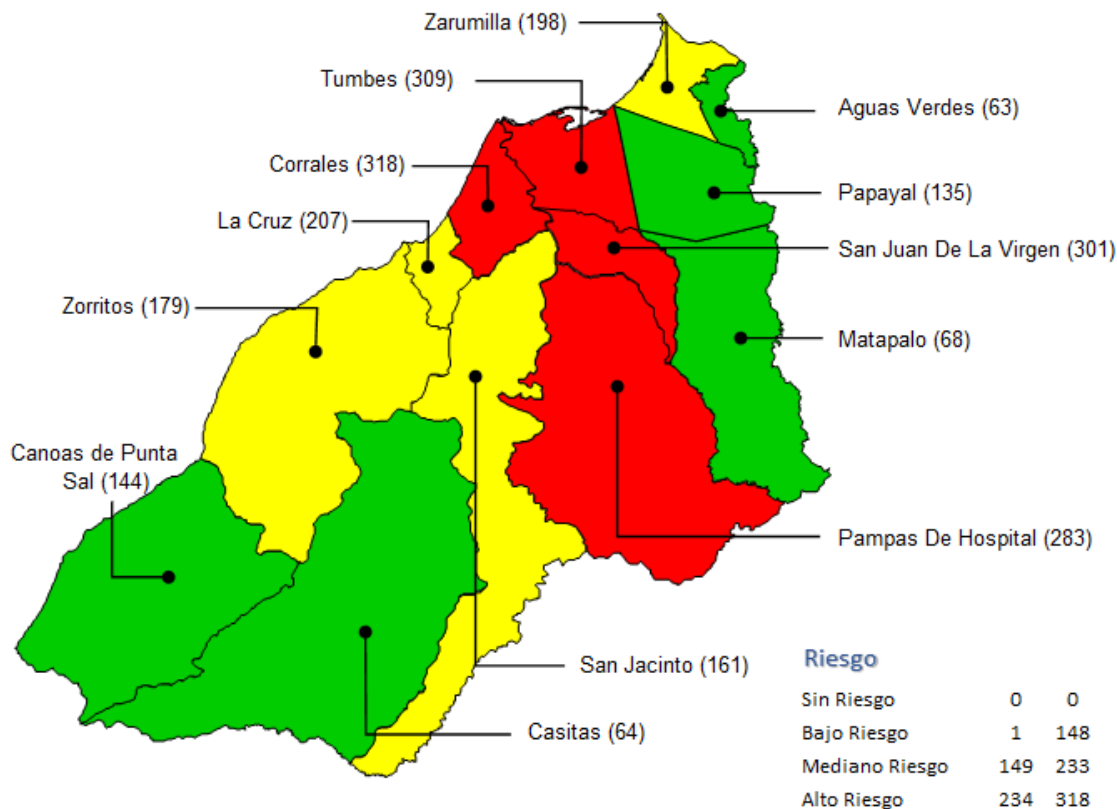 Zarumilla (198)
Tumbes (309)
Aguas Verdes (63)
Corrales (318)
Papayal (135)
La Cruz (207)
San Juan De La Virgen (301)
Zorritos (179)
Matapalo (68)
Canoas de Punta
Sal (144)
Pampas De Hospital (283)
San Jacinto (161)
Casitas (64)
Riesgo
Sin Riesgo 0 0
Bajo Riesgo 1 148
Mediano Riesgo 149 233
Alto Riesgo 234 318